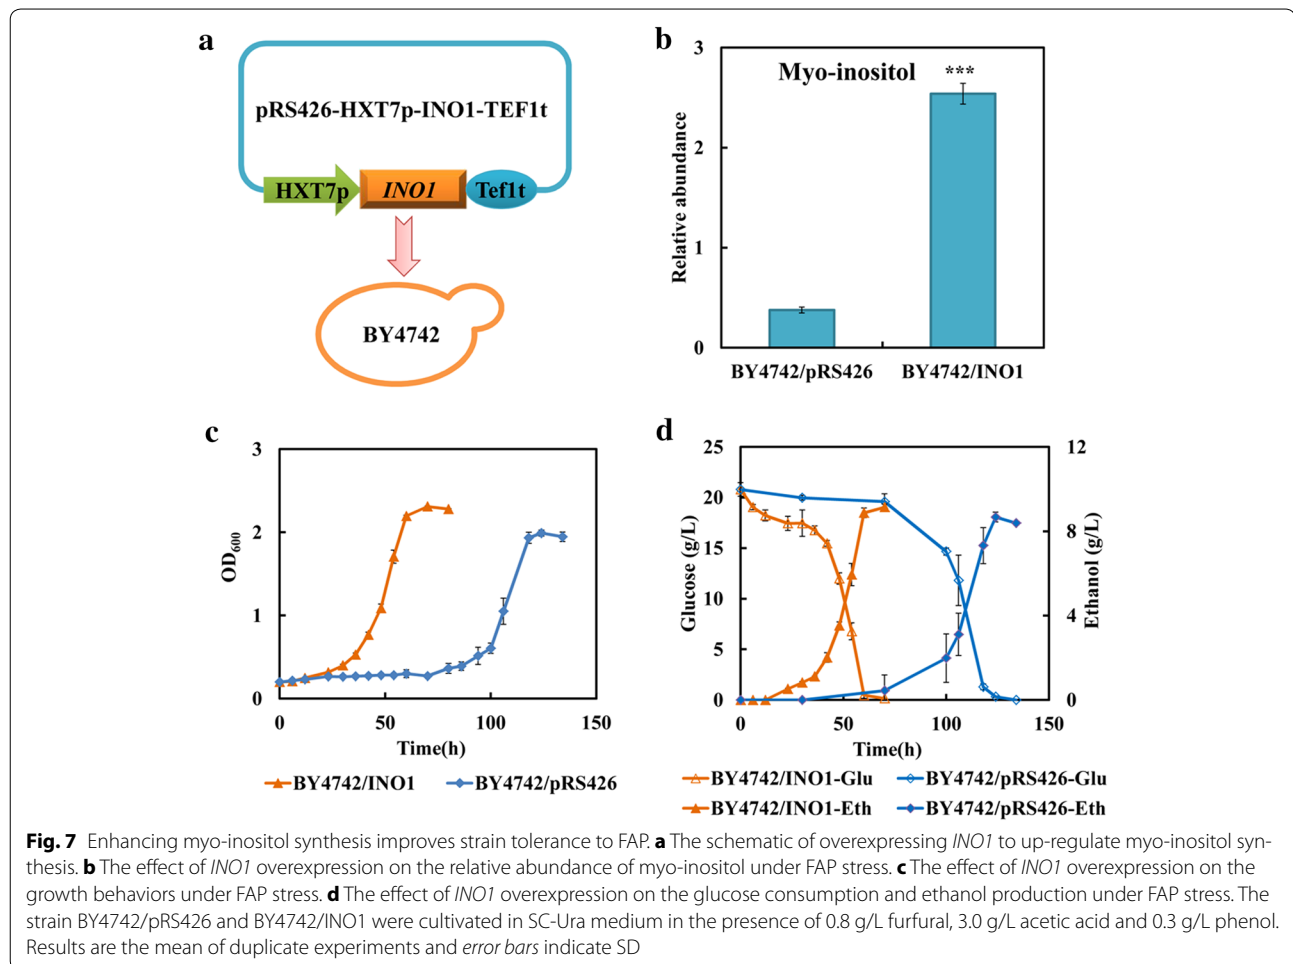 a
pRS426-HXT7p-INO1-TEF1t
HXT7p
INO1
Tef1t
BY4742
b
3
2
1
0
Relative abundance
Myo-inositol
***
BY4742/pRS426
BY4742/INO1
c
3
2
1
0
OD600
0
50
100
150
Time(h)
BY4742/INO1
BY4742/pRS426
d
25
20
15
10
5
0
Glucose (g/L)
12
8
4
0
Ethanol (g/L)
0
50
100
150
Time(h)
BY4742/INO1-Glu
BY4742/pRS426-Glu
BY4742/INO1-Eth
BY4742/pRS426-Eth
Fig. 7 Enhancing myo-inositol synthesis improves strain tolerance to FAP. a The schematic of overexpressing INO1 to up-regulate myo-inositol syn-
thesis. b The effect of INO1 overexpression on the relative abundance of myo-inositol under FAP stress. c The effect of INO1 overexpression on the
growth behaviors under FAP stress. d The effect of INO1 overexpression on the glucose consumption and ethanol production under FAP stress. The
strain BY4742/pRS426 and BY4742/INO1 were cultivated in SC-Ura medium in the presence of 0.8 g/L furfural, 3.0 g/L acetic acid and 0.3 g/L phenol.
Results are the mean of duplicate experiments and error bars indicate SD